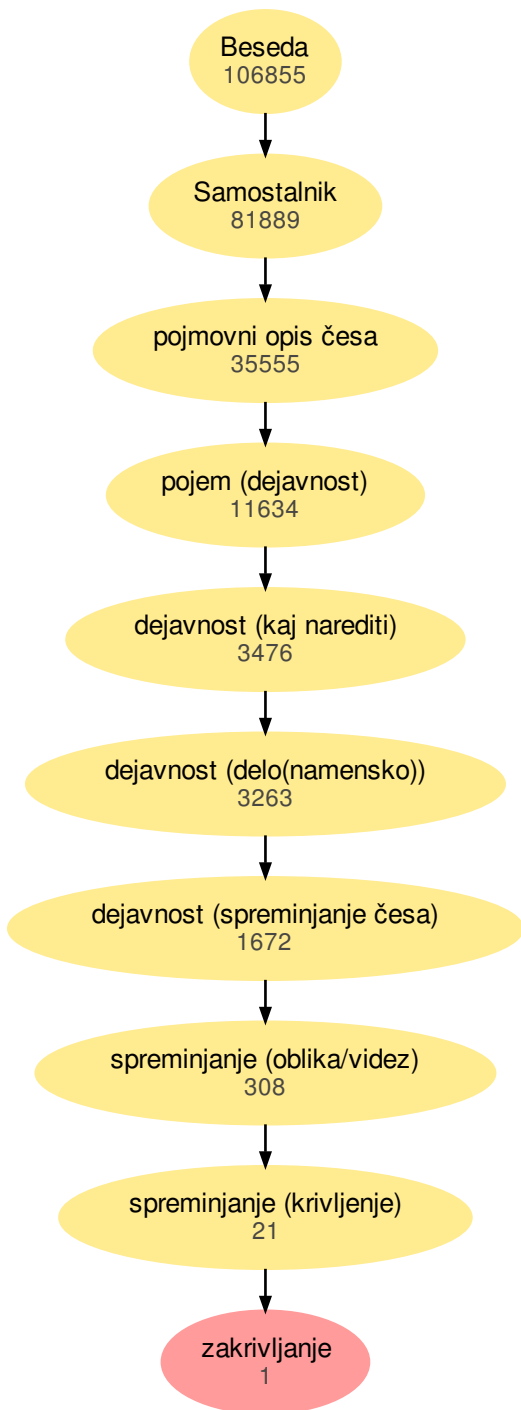 Beseda
106855
Samostalnik
81889
pojmovni opis česa
35555
pojem (dejavnost)
11634
dejavnost (kaj narediti)
3476
dejavnost (delo(namensko))
3263
dejavnost (spreminjanje česa)
1672
spreminjanje (oblika/videz)
308
spreminjanje (krivljenje)
21
zakrivljanje
1